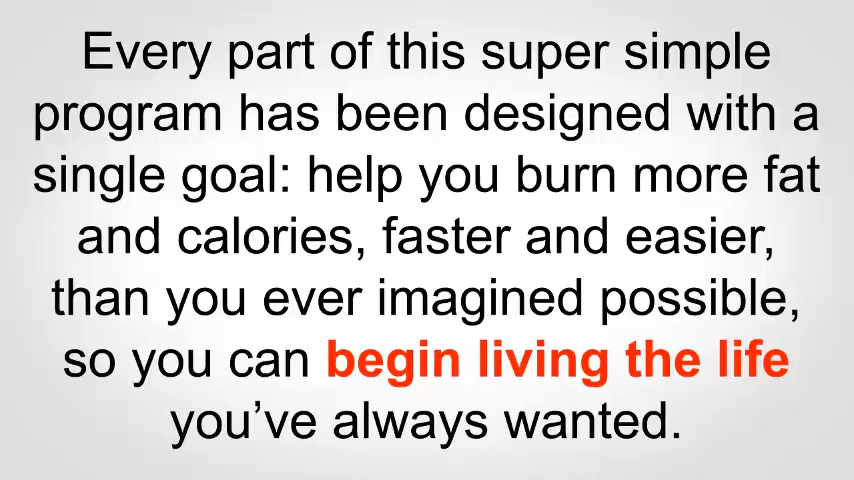 Every part of this super simple
program has been designed with a
single goal: help you burn more fat
and calories, faster and easier,
than you ever imagined possible,
so you can begin living the life
you’ve always wanted.